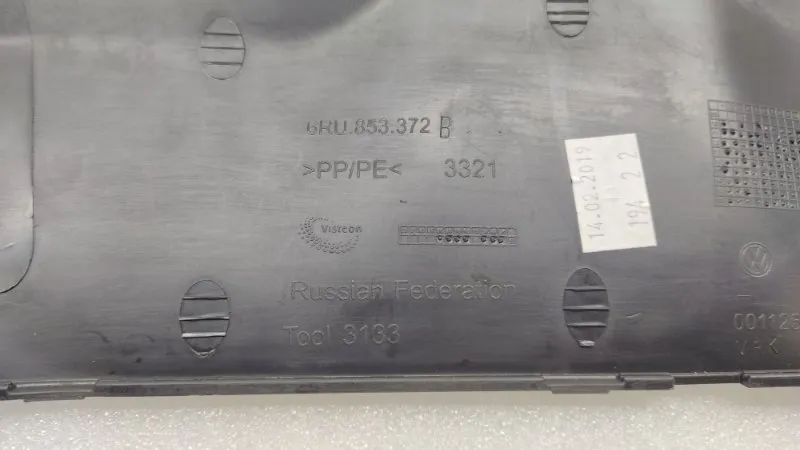 6RU.853.372 B
>PP/PE< 3321
Visteon
Russian Federation
Tool 3133
14.02.2019
194 2 2
VW
001125
VAK